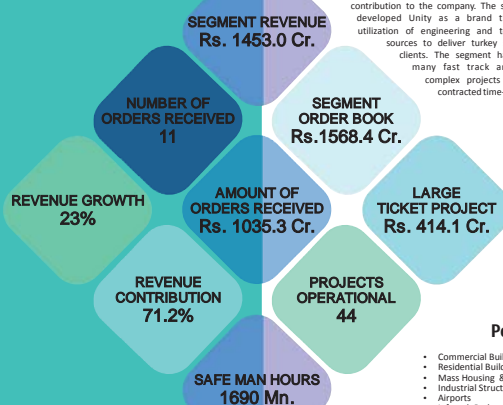 contribution to the company. The s
developed Unity as a brand t
utilization of engineering and t
sources to deliver turkey
clients. The segment h
many fast track a
complex projects
contracted time-
SEGMENT REVENUE
Rs. 1453.0 Cr.
NUMBER OF
ORDERS RECEIVED
11
SEGMENT
ORDER BOOK
Rs.1568.4 Cr.
REVENUE GROWTH
23%
AMOUNT OF
ORDERS RECEIVED
Rs. 1035.3 Cr.
LARGE
TICKET PROJECT
Rs. 414.1 Cr.
REVENUE
CONTRIBUTION
71.2%
PROJECTS
OPERATIONAL
44
SAFE MAN HOURS
1690 Mn.
• Commercial Buil
• Residential Build
• Mass Housing &
• Industrial Struct
• Airports